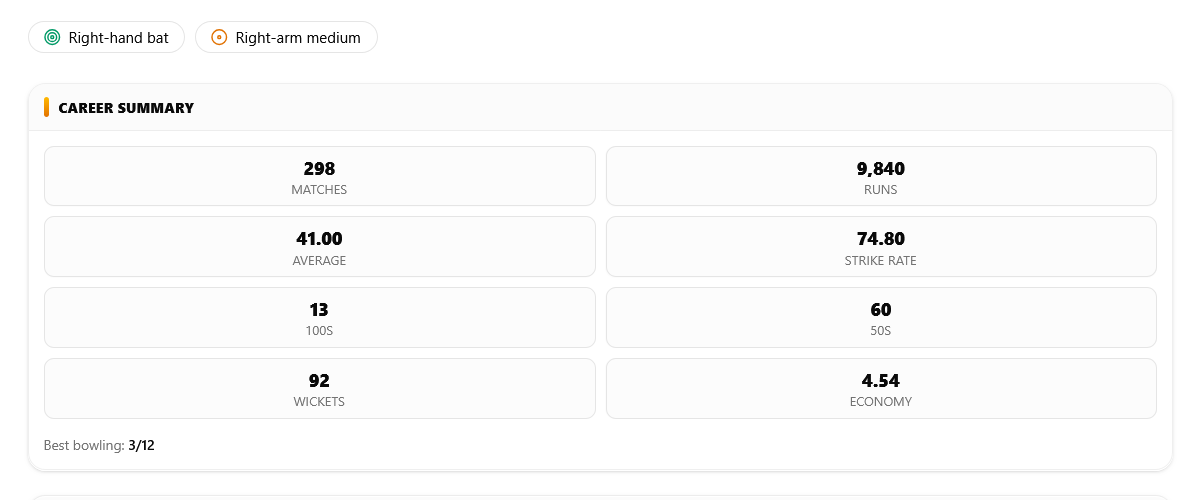 Right-hand bat Right-arm medium
CAREER SUMMARY
298 9,840
MATCHES RUNS
41.00 74.80
AVERAGE STRIKE RATE
13 60
100S 50S
92 4.54
WICKETS ECONOMY
Best bowling: 3/12